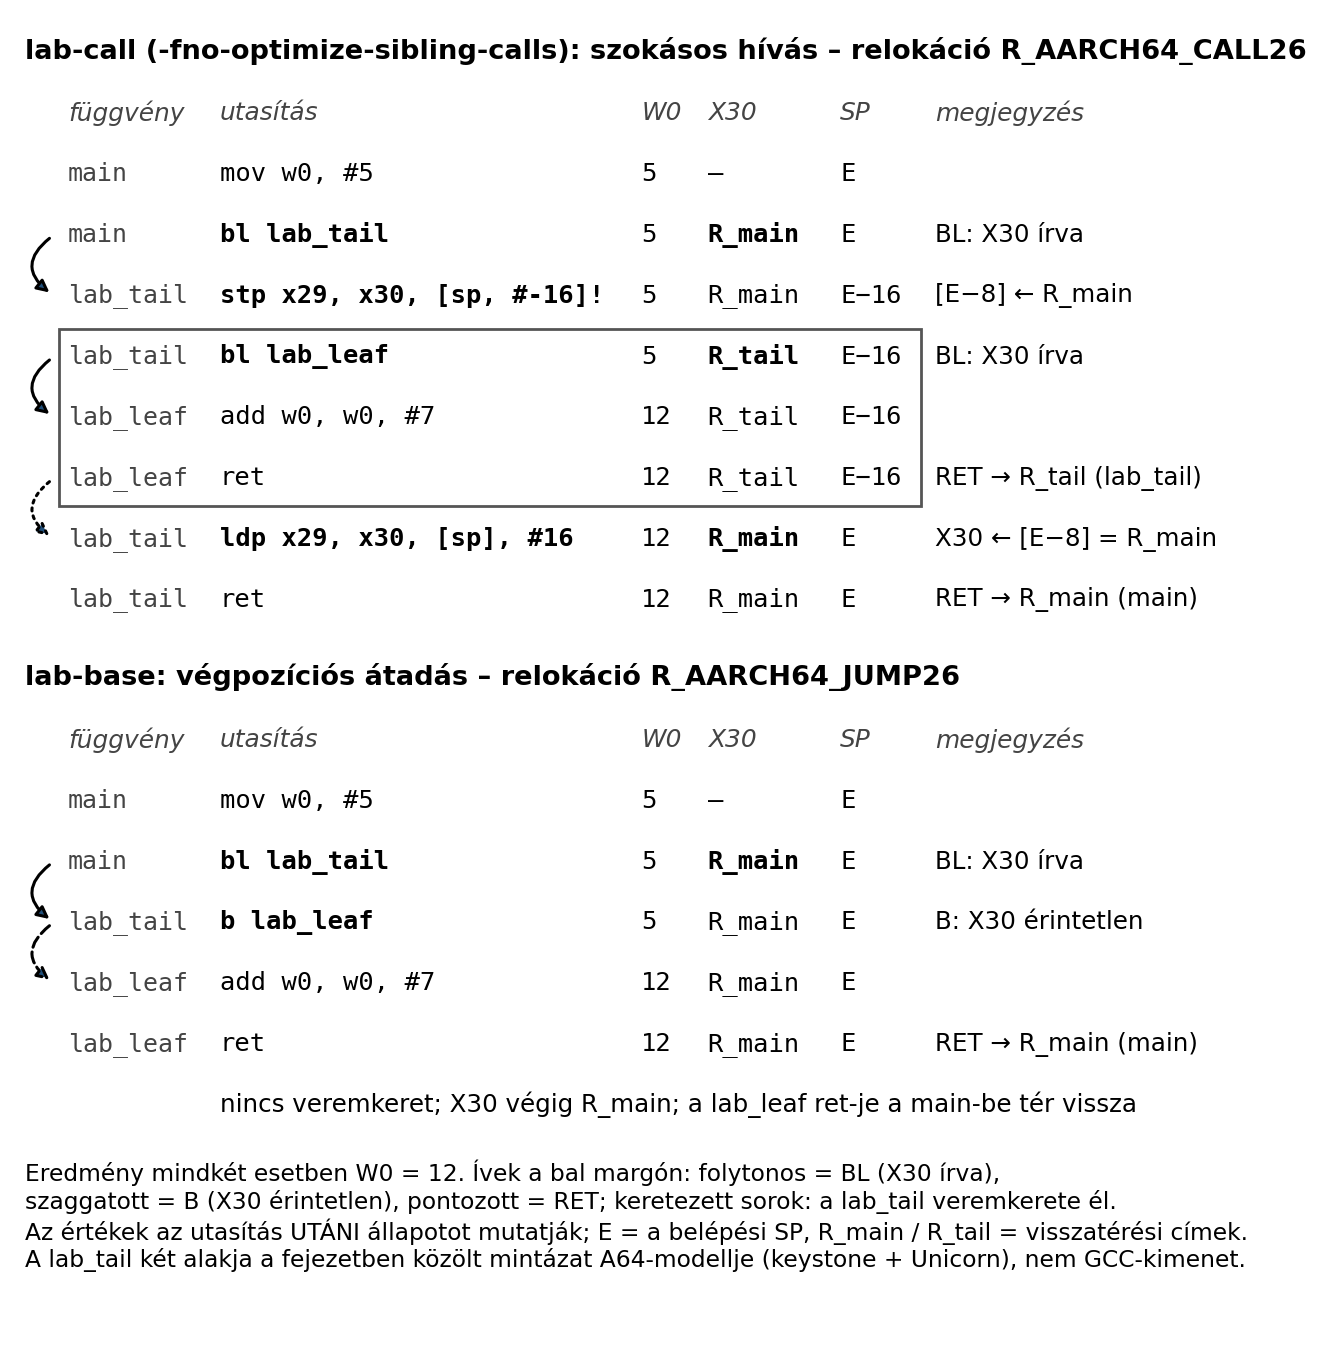 lab-call (-fno-optimize-sibling-calls): szokásos hívás – relokáció R_AARCH64_CALL26
függvény utasítás W0 X30 SP megjegyzés
main mov w0, #5 5 — E
main bl lab_tail 5 R_main E BL: X30 írva
lab_tail stp x29, x30, [sp, #-16]! 5 R_main E−16 [E−8] ← R_main
lab_tail bl lab_leaf 5 R_tail E−16 BL: X30 írva
lab_leaf add w0, w0, #7 12 R_tail E−16
lab_leaf ret 12 R_tail E−16 RET → R_tail (lab_tail)
lab_tail ldp x29, x30, [sp], #16 12 R_main E X30 ← [E−8] = R_main
lab_tail ret 12 R_main E RET → R_main (main)
lab-base: végpozíciós átadás – relokáció R_AARCH64_JUMP26
függvény utasítás W0 X30 SP megjegyzés
main mov w0, #5 5 — E
main bl lab_tail 5 R_main E BL: X30 írva
lab_tail b lab_leaf 5 R_main E B: X30 érintetlen
lab_leaf add w0, w0, #7 12 R_main E
lab_leaf ret 12 R_main E RET → R_main (main)
nincs veremkeret; X30 végig R_main; a lab_leaf ret-je a main-be tér vissza
Eredmény mindkét esetben W0 = 12. Ívek a bal margón: folytonos = BL (X30 írva),
szaggatott = B (X30 érintetlen), pontozott = RET; keretezett sorok: a lab_tail veremkerete él.
Az értékek az utasítás UTÁNI állapotot mutatják; E = a belépési SP, R_main / R_tail = visszatérési címek.
A lab_tail két alakja a fejezetben közölt mintázat A64-modellje (keystone + Unicorn), nem GCC-kimenet.